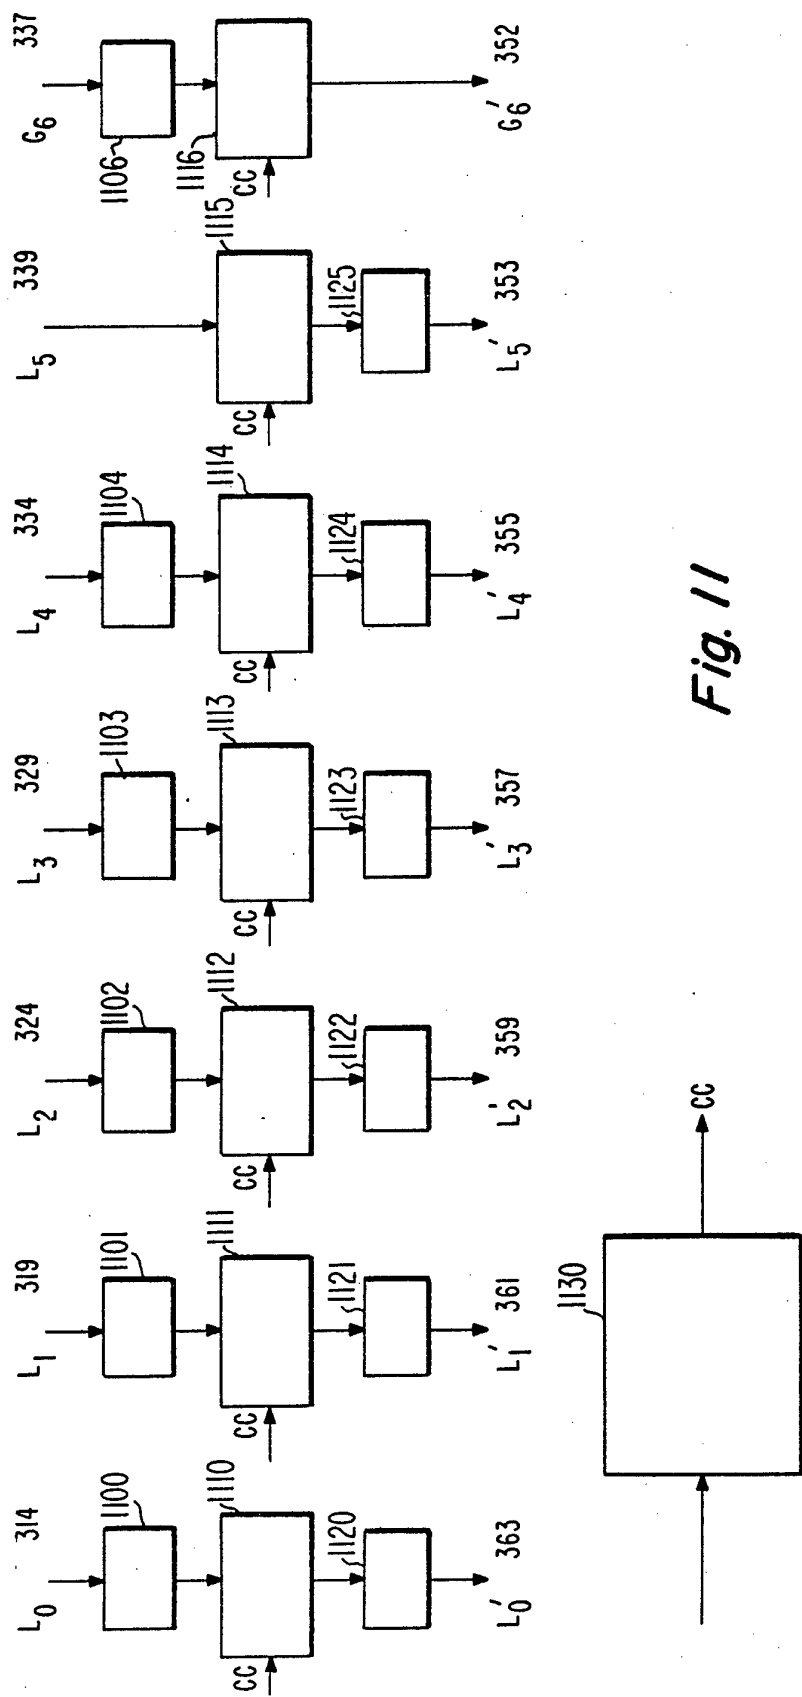 L0 314 L1 319 L2 324 L3 329 L4 334 L5 339 G6 337
1100 1101 1102 1103 1104 1106
1110 1111 1112 1113 1114 1115 1116
CC CC CC CC CC CC CC
1120 1121 1122 1123 1124 1125
L0' 363 L1' 361 L2' 359 L3' 357 L4' 355 L5' 353 G6' 352
1130
CC
Fig. 11